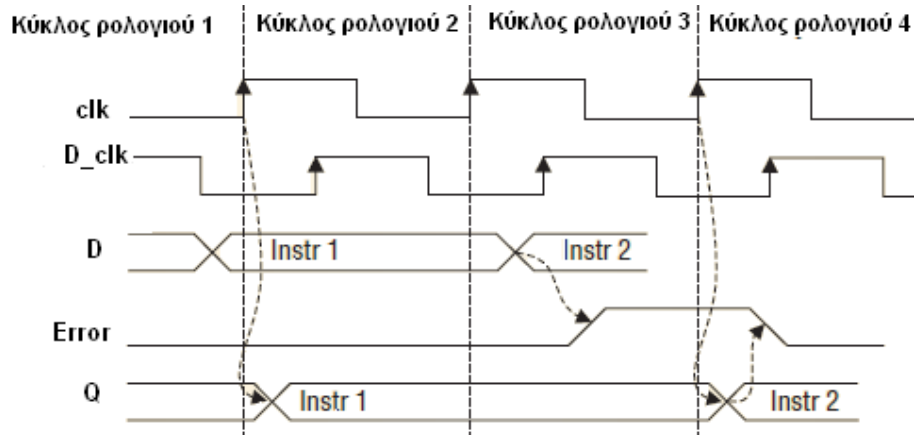 Κύκλος ρολογιού 1 Κύκλος ρολογιού 2 Κύκλος ρολογιού 3 Κύκλος ρολογιού 4
clk
D_clk
D Instr 1 Instr 2
Error
Q Instr 1 Instr 2